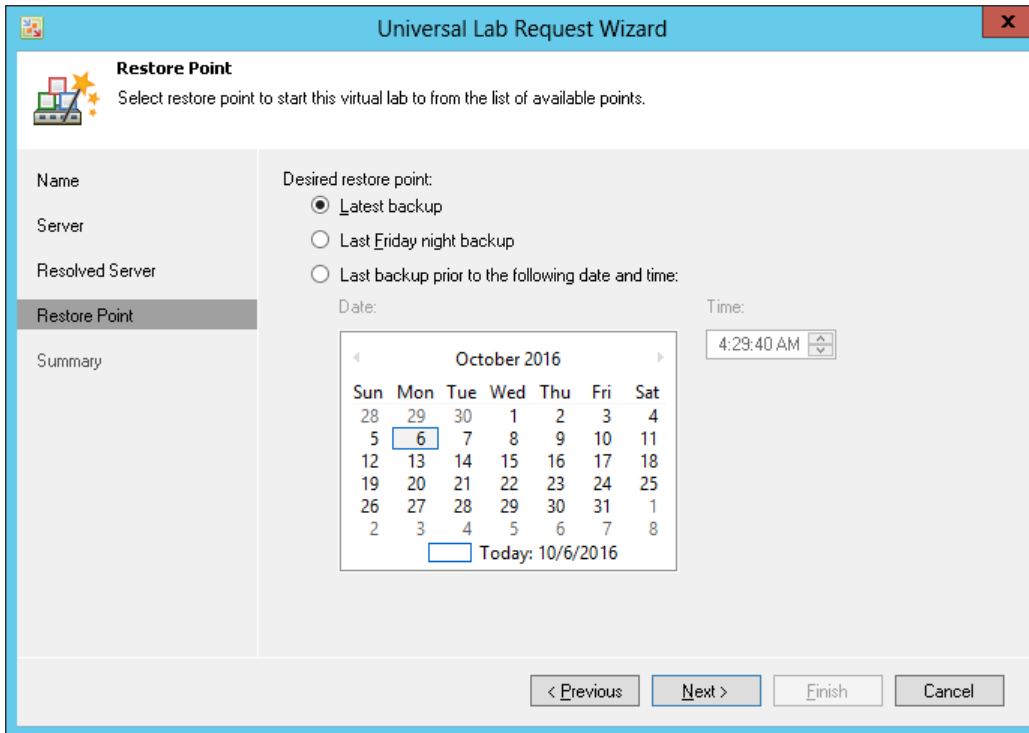 Universal Lab Request Wizard
x
Restore Point
Select restore point to start this virtual lab to from the list of available points.
Name
Server
Resolved Server
Restore Point
Summary
Desired restore point:
Latest backup
Last Friday night backup
Last backup prior to the following date and time:
Date:
Time:
October 2016
4:29:40 AM
Sun Mon Tue Wed Thu Fri Sat
28 29 30 1 2 3 4
5 6 7 8 9 10 11
12 13 14 15 16 17 18
19 20 21 22 23 24 25
26 27 28 29 30 31 1
2 3 4 5 6 7 8
Today: 10/6/2016
< Previous
Next >
Finish
Cancel